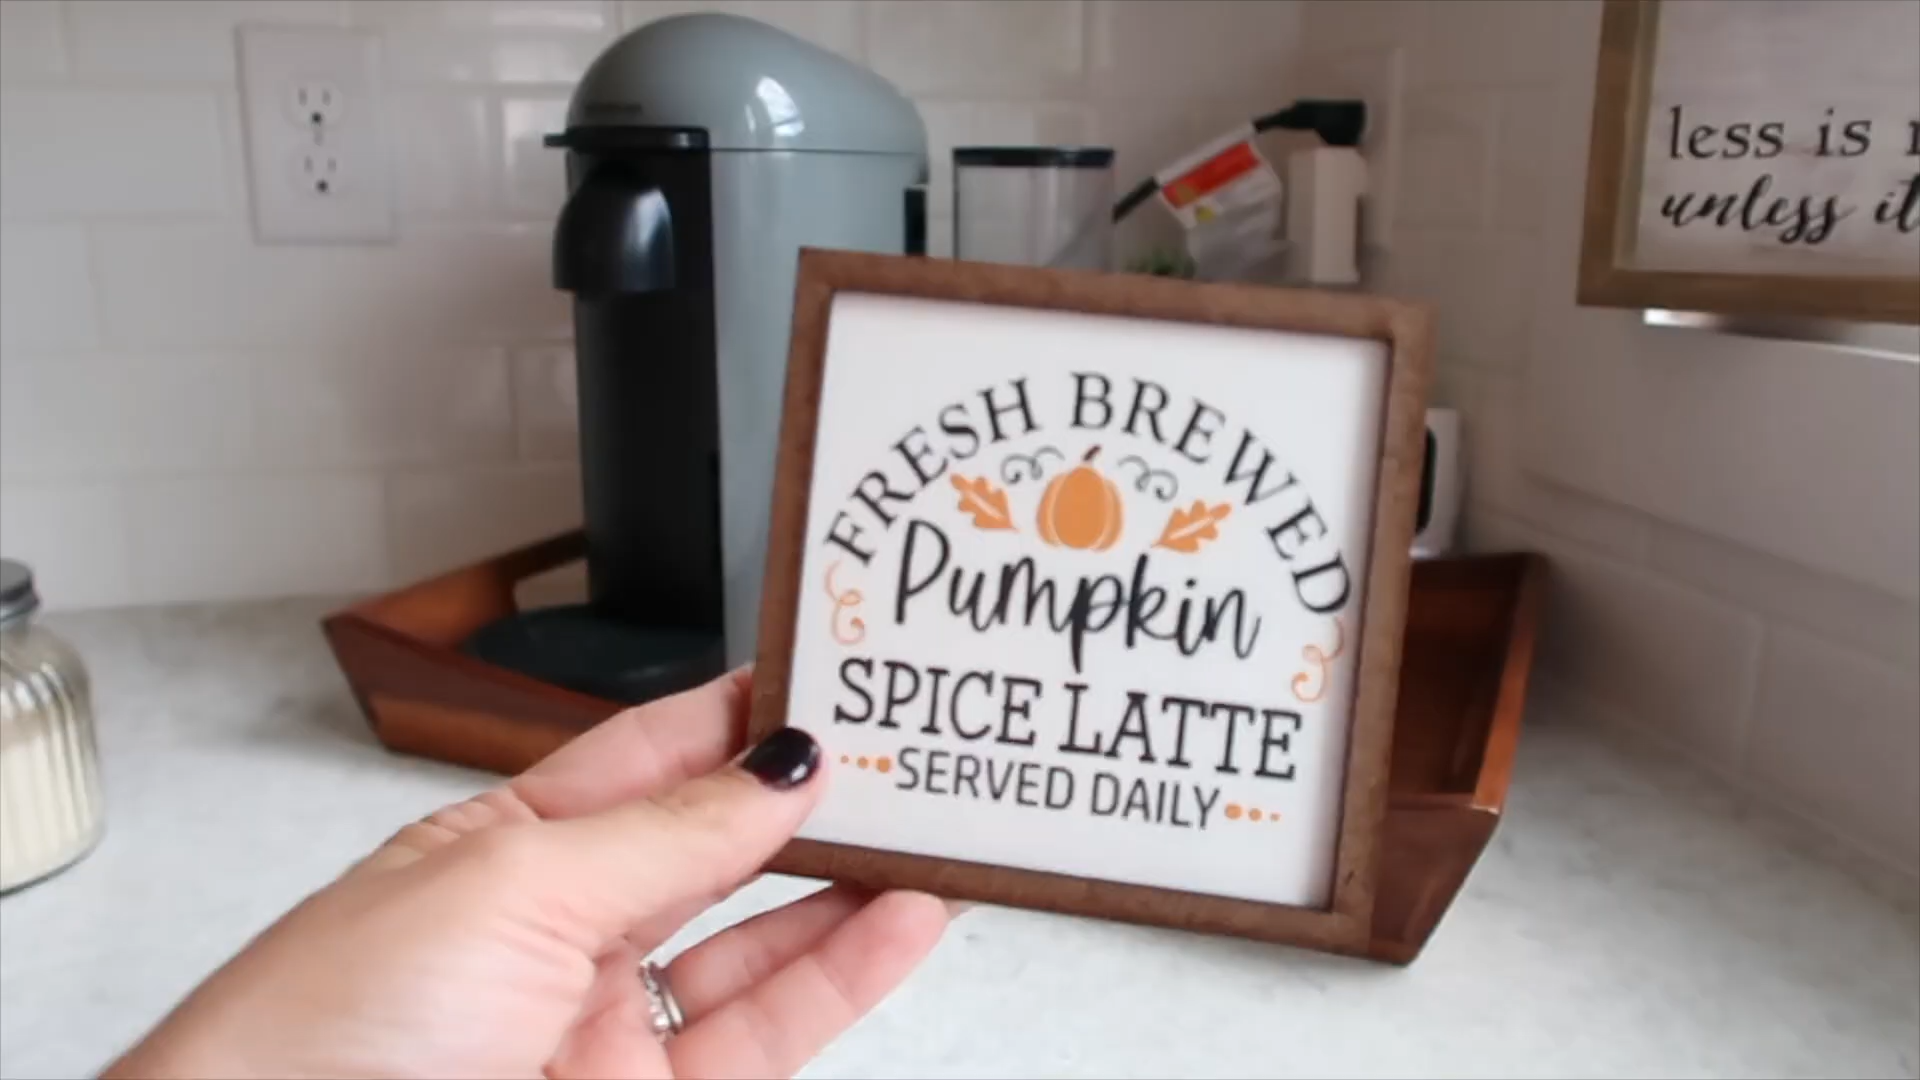 FRESH BREWED
Pumpkin
SPICE LATTE
SERVED DAILY
less is
unless it